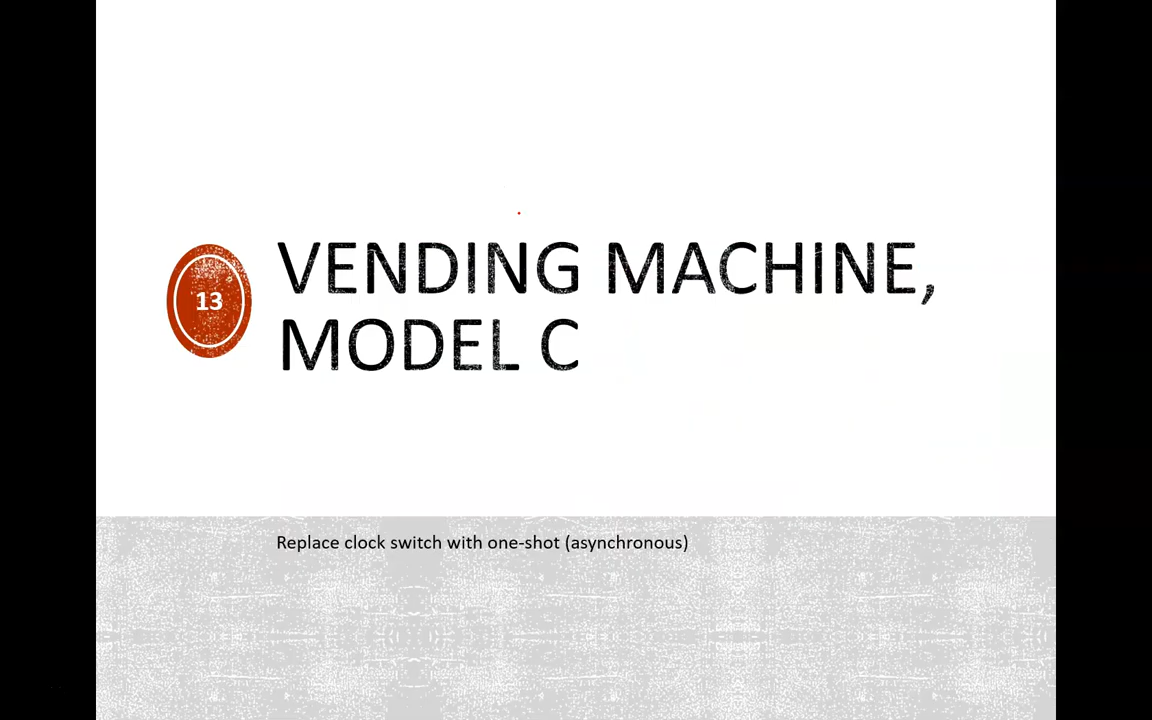 13
VENDING MACHINE,
MODEL C
Replace clock switch with one-shot (asynchronous)